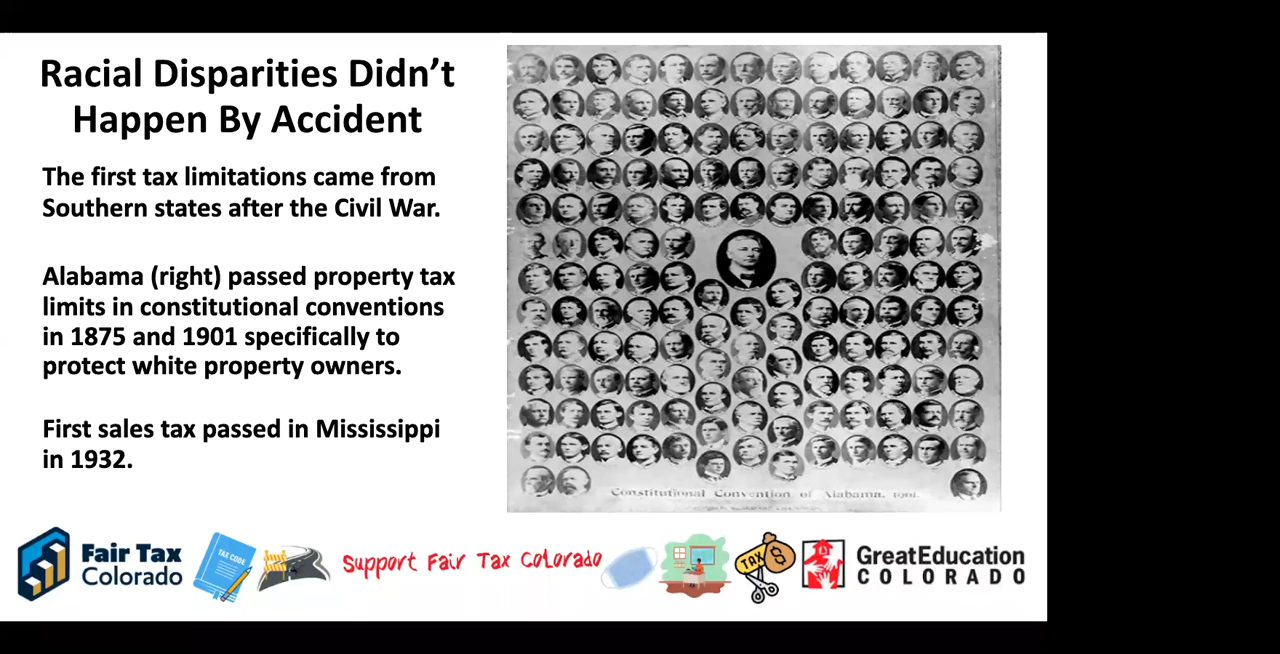 Racial Disparities Didn’t
Happen By Accident
The first tax limitations came from
Southern states after the Civil War.
Alabama (right) passed property tax
limits in constitutional conventions
in 1875 and 1901 specifically to
protect white property owners.
First sales tax passed in Mississippi
in 1932.
Constitutional Convention of Alabama, 1901.
Fair Tax
Colorado
TAX CODE
Support Fair Tax Colorado
TAX
$
GreatEducation
COLORADO